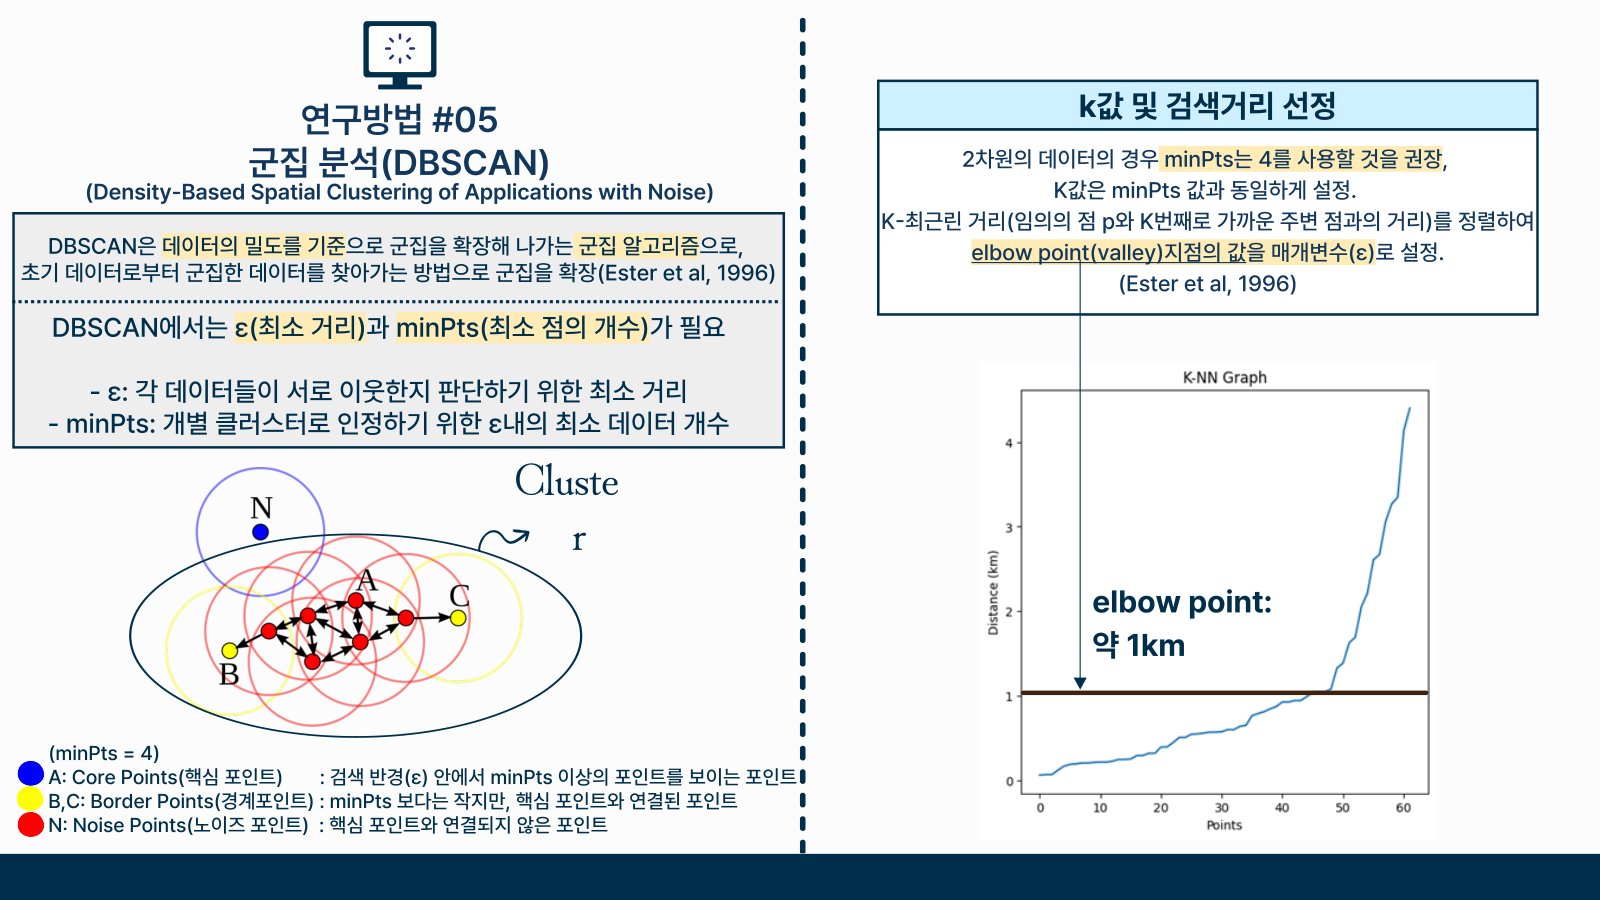 연구방법 #05
군집 분석(DBSCAN)
(Density-Based Spatial Clustering of Applications with Noise)
DBSCAN은 데이터의 밀도를 기준으로 군집을 확장해 나가는 군집 알고리즘으로,
초기 데이터로부터 군집한 데이터를 찾아가는 방법으로 군집을 확장(Ester et al, 1996)
DBSCAN에서는 ε(최소 거리)과 minPts(최소 점의 개수)가 필요
- ε: 각 데이터들이 서로 이웃한지 판단하기 위한 최소 거리
- minPts: 개별 클러스터로 인정하기 위한 ε내의 최소 데이터 개수
Cluste
r
N
A
C
B
(minPts = 4)
A: Core Points(핵심 포인트) : 검색 반경(ε) 안에서 minPts 이상의 포인트를 보이는 포인트
B,C: Border Points(경계포인트) : minPts 보다는 작지만, 핵심 포인트와 연결된 포인트
N: Noise Points(노이즈 포인트) : 핵심 포인트와 연결되지 않은 포인트
k값 및 검색거리 선정
2차원의 데이터의 경우 minPts는 4를 사용할 것을 권장,
K값은 minPts 값과 동일하게 설정.
K-최근린 거리(임의의 점 p와 K번째로 가까운 주변 점과의 거리)를 정렬하여
elbow point(valley)지점의 값을 매개변수(ε)로 설정.
(Ester et al, 1996)
K-NN Graph
4
3
2
1
0
Distance (km)
elbow point:
약 1km
0 10 20 30 40 50 60
Points